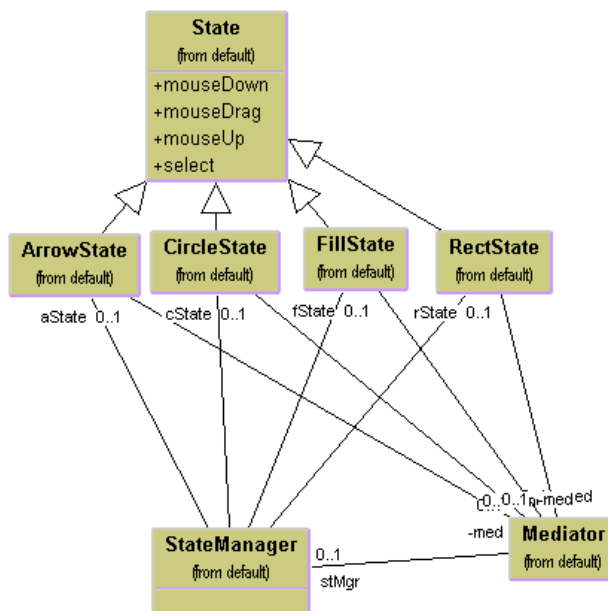 State
(from default)
+mouseDown
+mouseDrag
+mouseUp
+select
ArrowState
(from default)
CircleState
(from default)
FillState
(from default)
RectState
(from default)
aState 0..1
cState 0..1
fState 0..1
rState 0..1
0..1
-med
StateManager
(from default)
0..1
stMgr
Mediator
(from default)